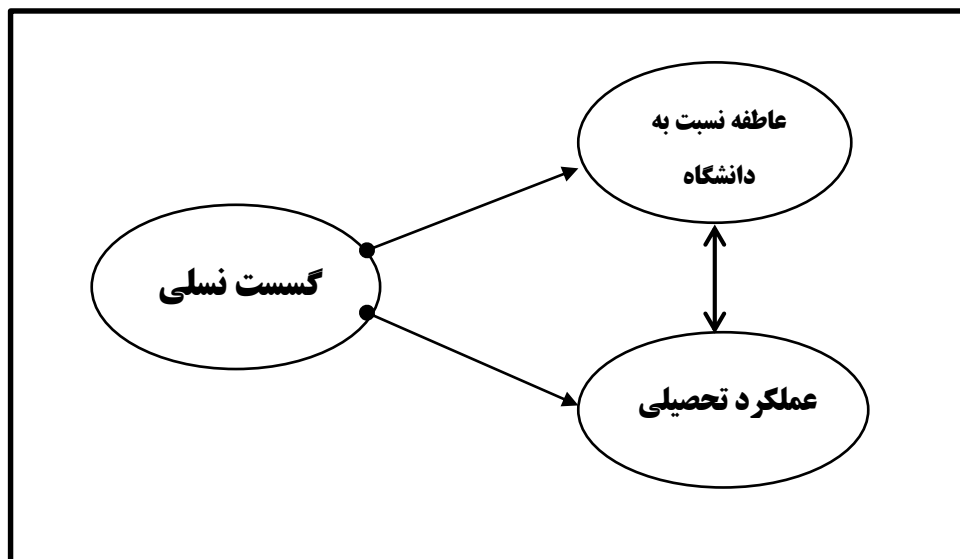 عاطفه نسبت به
دانشگاه
گسست نسلی
عملکرد تحصیلی